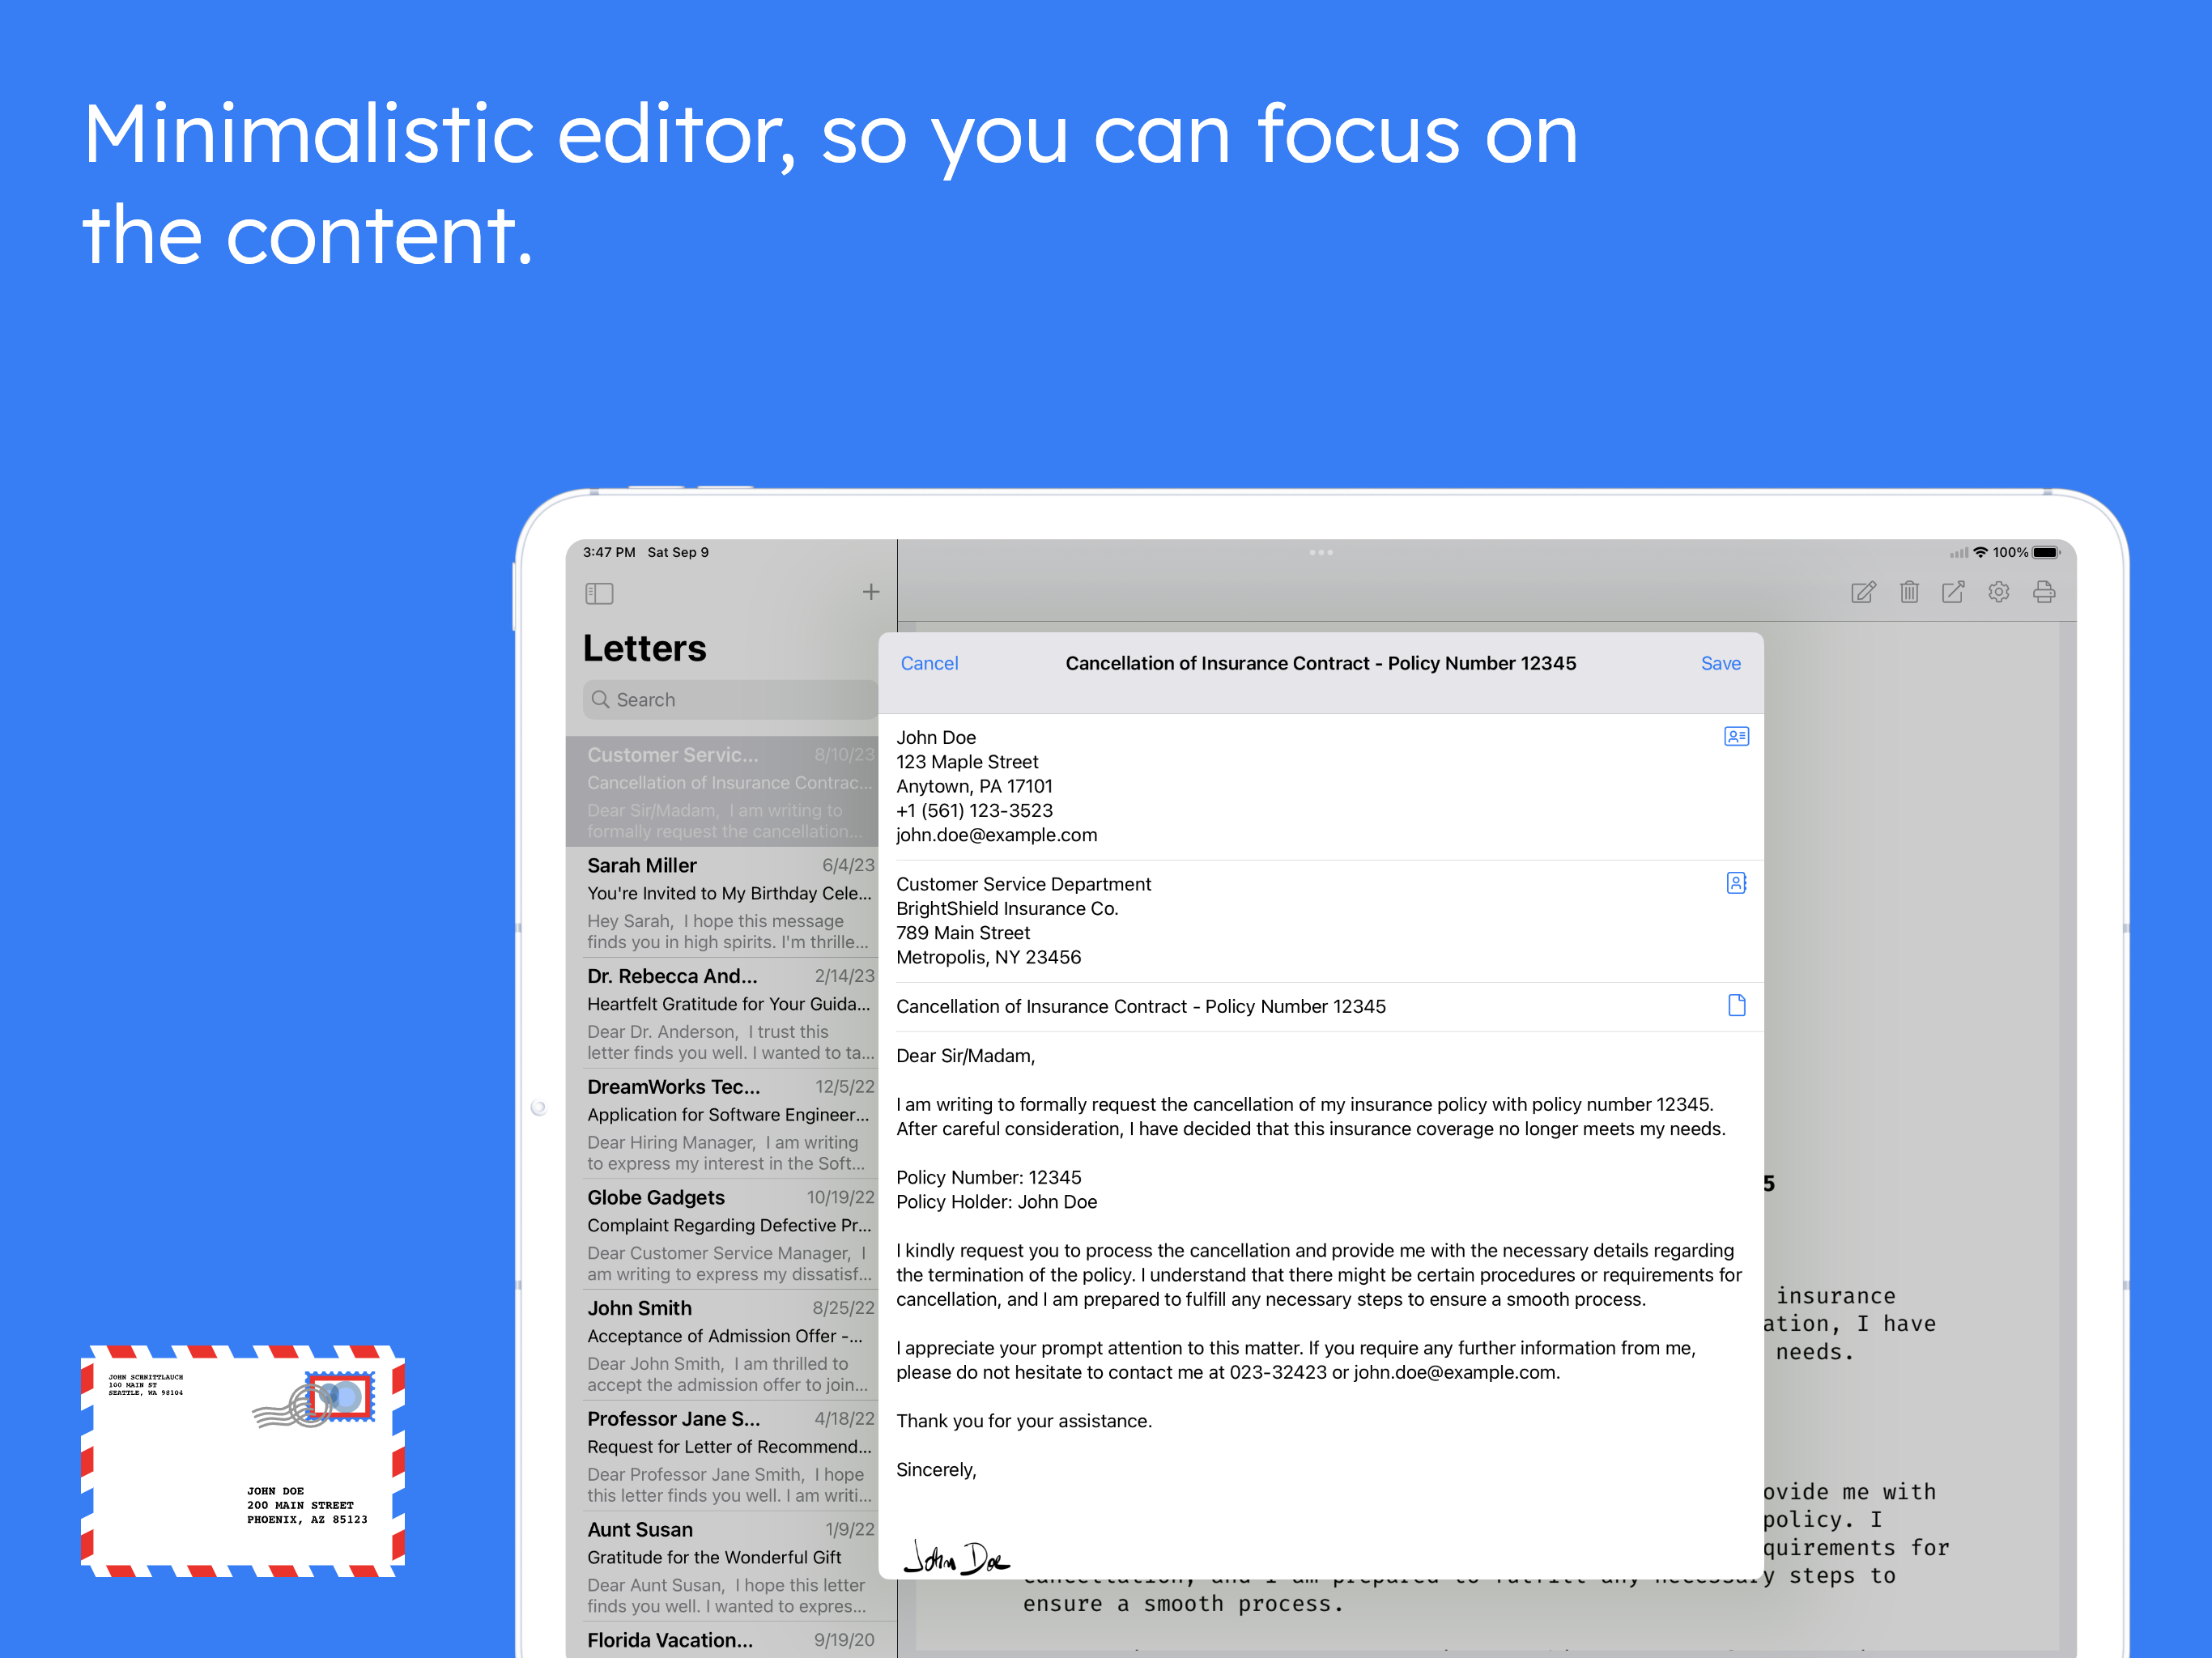 Minimalistic editor, so you can focus on
the content.
3:47 PM Sat Sep 9
100%
Letters
Search
Customer Servic... 8/10/23
Cancellation of Insurance Contrac...
Dear Sir/Madam, I am writing to
formally request the cancellation...
Sarah Miller 6/4/23
You're Invited to My Birthday Cele...
Hey Sarah, I hope this message
finds you in high spirits. I'm thrille...
Dr. Rebecca And... 2/14/23
Heartfelt Gratitude for Your Guida...
Dear Dr. Anderson, I trust this
letter finds you well. I wanted to ta...
DreamWorks Tec... 12/5/22
Application for Software Engineer...
Dear Hiring Manager, I am writing
to express my interest in the Soft...
Globe Gadgets 10/19/22
Complaint Regarding Defective Pr...
Dear Customer Service Manager, I
am writing to express my dissatisf...
John Smith 8/25/22
Acceptance of Admission Offer -...
Dear John Smith, I am thrilled to
accept the admission offer to join...
Professor Jane S... 4/18/22
Request for Letter of Recommend...
Dear Professor Jane Smith, I hope
this letter finds you well. I am writi...
Aunt Susan 1/9/22
Gratitude for the Wonderful Gift
Dear Aunt Susan, I hope this letter
finds you well. I wanted to expres...
Florida Vacation... 9/19/20
Cancel Cancellation of Insurance Contract - Policy Number 12345 Save
John Doe
123 Maple Street
Anytown, PA 17101
+1 (561) 123-3523
john.doe@example.com
Customer Service Department
BrightShield Insurance Co.
789 Main Street
Metropolis, NY 23456
Cancellation of Insurance Contract - Policy Number 12345
Dear Sir/Madam,
I am writing to formally request the cancellation of my insurance policy with policy number 12345.
After careful consideration, I have decided that this insurance coverage no longer meets my needs.
Policy Number: 12345
Policy Holder: John Doe
I kindly request you to process the cancellation and provide me with the necessary details regarding
the termination of the policy. I understand that there might be certain procedures or requirements for
cancellation, and I am prepared to fulfill any necessary steps to ensure a smooth process.
I appreciate your prompt attention to this matter. If you require any further information from me,
please do not hesitate to contact me at 023-32423 or john.doe@example.com.
Thank you for your assistance.
Sincerely,
John Doe
5
insurance
ation, I have
needs.
ovide me with
policy. I
quirements for
cancellation, and I am prepared to fulfill any necessary steps to
ensure a smooth process.
JOHN SCHNITTLAUCH
100 MAIN ST
SEATTLE, WA 98104
JOHN DOE
200 MAIN STREET
PHOENIX, AZ 85123